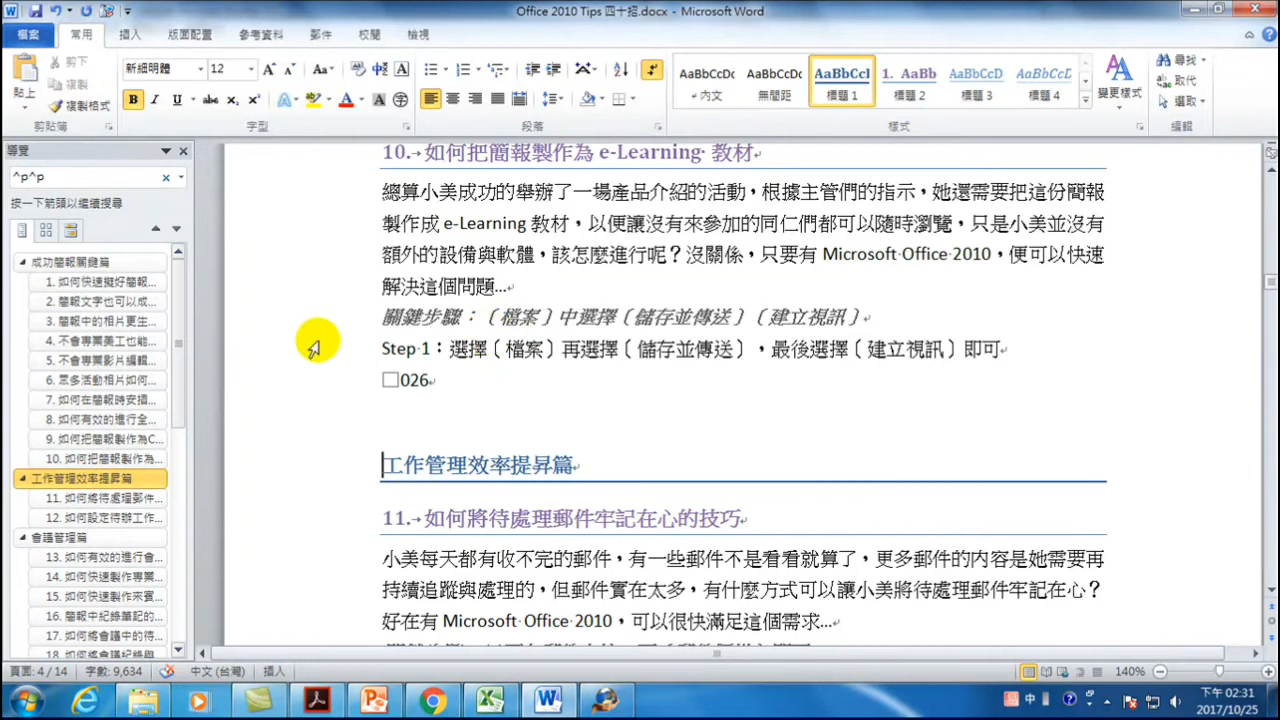 Office 2010 Tips 四十招.docx - Microsoft Word
檔案 常用 插入 版面配置 參考資料 郵件 校閱 檢視
貼上 剪下 複製 複製格式 剪貼簿
新細明體 12 字型
段落
AaBbCcDc 內文
AaBbCcDc 無間距
AaBbCcI 標題 1
1. AaBb 標題 2
AaBbCcD 標題 3
AaBbCcD 標題 4
變更樣式 樣式
尋找 取代 選取 編輯
導覽
^p^p
按一下箭頭以繼續搜尋
成功簡報關鍵篇
1. 如何快速擬好簡報...
2. 簡報文字也可以成...
3. 簡報中的相片更生...
4. 不會專業美工也能...
5. 不會專業影片編輯...
6. 眾多活動相片如何...
7. 如何在簡報時安插...
8. 如何有效的進行全...
9. 如何把簡報製作為C...
10. 如何把簡報製作為...
工作管理效率提昇篇
11. 如何將待處理郵件...
12. 如何設定待辦工作...
會議管理篇
13. 如何有效的進行會...
14. 如何快速製作專業...
15. 如何快速製作來賓...
16. 簡報中紀錄筆記的...
17. 如何將會議中的待...
18. 如何將會議紀錄與...
10. 如何把簡報製作為 e-Learning 教材
總算小美成功的舉辦了一場產品介紹的活動，根據主管們的指示，她還需要把這份簡報
製作成 e-Learning 教材，以便讓沒有來參加的同仁們都可以隨時瀏覽，只是小美並沒有
額外的設備與軟體，該怎麼進行呢？沒關係，只要有 Microsoft Office 2010，便可以快速
解決這個問題...
關鍵步驟：〔檔案〕中選擇〔儲存並傳送〕〔建立視訊〕
Step 1：選擇〔檔案〕再選擇〔儲存並傳送〕，最後選擇〔建立視訊〕即可
□026
工作管理效率提昇篇
11. 如何將待處理郵件牢記在心的技巧
小美每天都有收不完的郵件，有一些郵件不是看看就算了，更多郵件的內容是她需要再
持續追蹤與處理的，但郵件實在太多，有什麼方式可以讓小美將待處理郵件牢記在心？
好在有 Microsoft Office 2010，可以很快滿足這個需求...
頁面: 4 / 14 字數: 9,634 中文 (台灣) 插入 140%
中 下午 02:31
2017/10/25